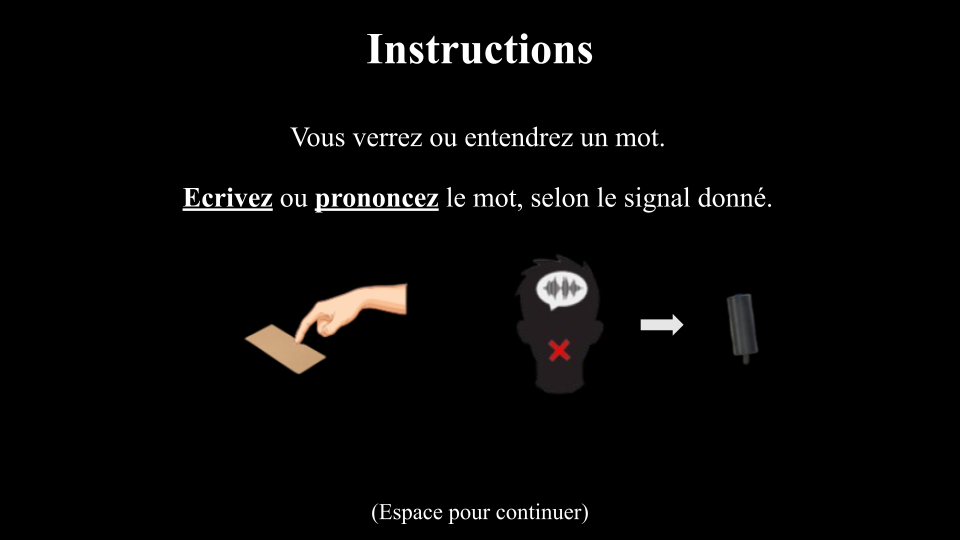 Instructions
Vous verrez ou entendrez un mot.
Ecrivez ou prononcez le mot, selon le signal donné.
(Espace pour continuer)